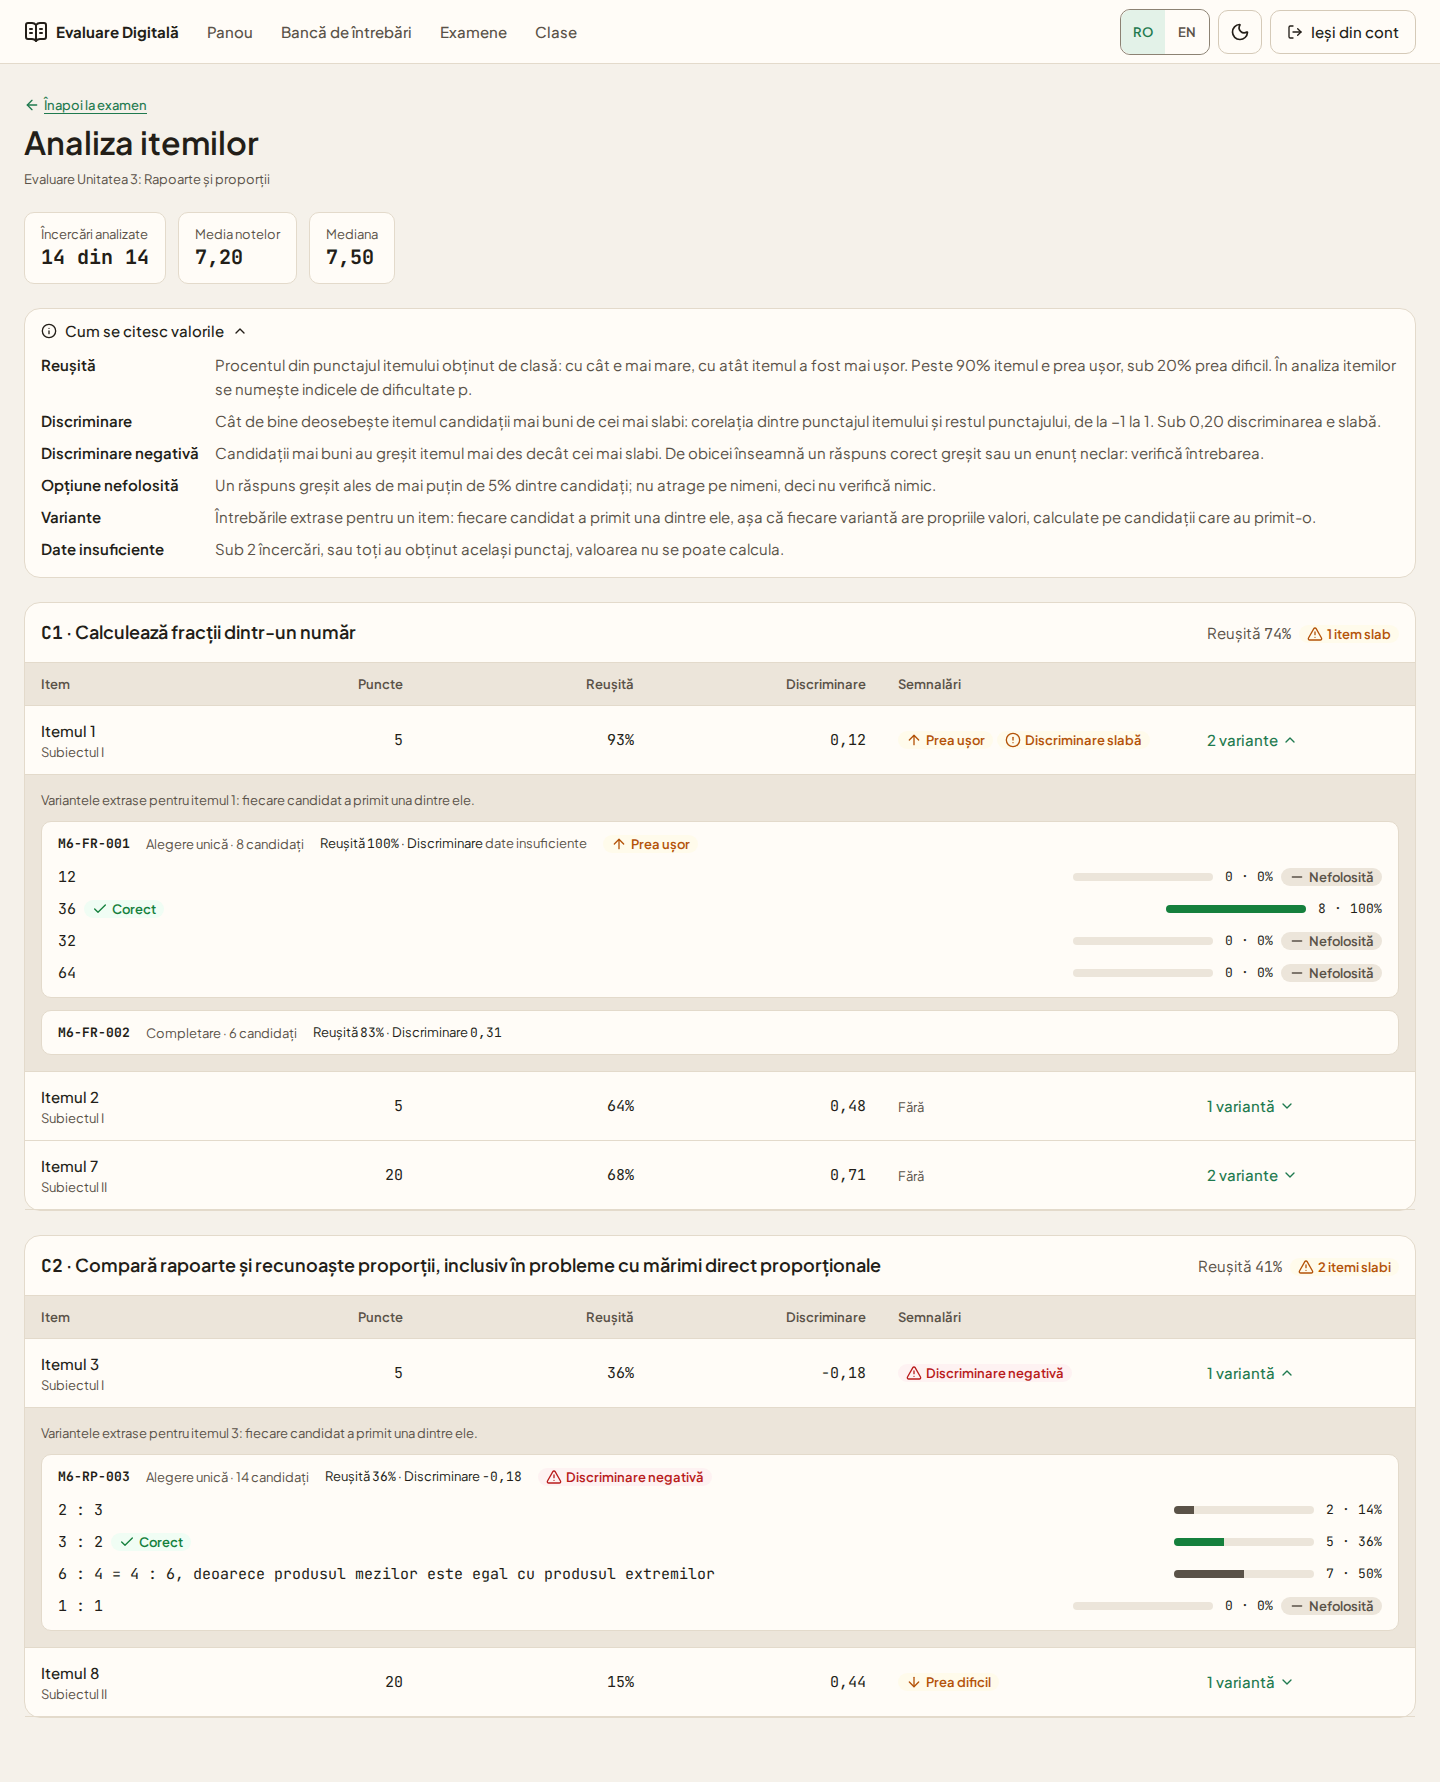 Evaluare Digitală Panou Bancă de întrebări Examene Clase RO EN Ieși din cont
Înapoi la examen
Analiza itemilor
Evaluare Unitatea 3: Rapoarte și proporții
Încercări analizate
14 din 14
Media notelor
7,20
Mediana
7,50
Cum se citesc valorile
Reușită Procentul din punctajul itemului obținut de clasă: cu cât e mai mare, cu atât itemul a fost mai ușor. Peste 90% itemul e prea ușor, sub 20% prea dificil. În analiza itemilor
se numește indicele de dificultate p.
Discriminare Cât de bine deosebește itemul candidații mai buni de cei mai slabi: corelația dintre punctajul itemului și restul punctajului, de la −1 la 1. Sub 0,20 discriminarea e slabă.
Discriminare negativă Candidații mai buni au greșit itemul mai des decât cei mai slabi. De obicei înseamnă un răspuns corect greșit sau un enunț neclar: verifică întrebarea.
Opțiune nefolosită Un răspuns greșit ales de mai puțin de 5% dintre candidați; nu atrage pe nimeni, deci nu verifică nimic.
Variante Întrebările extrase pentru un item: fiecare candidat a primit una dintre ele, așa că fiecare variantă are propriile valori, calculate pe candidații care au primit-o.
Date insuficiente Sub 2 încercări, sau toți au obținut același punctaj, valoarea nu se poate calcula.
C1 · Calculează fracții dintr-un număr Reușită 74% 1 item slab
Item Puncte Reușită Discriminare Semnalări
Itemul 1 5 93% 0,12 Prea ușor Discriminare slabă 2 variante
Subiectul I
Variantele extrase pentru itemul 1: fiecare candidat a primit una dintre ele.
M6-FR-001 Alegere unică · 8 candidați Reușită 100% · Discriminare date insuficiente Prea ușor
12 0 · 0% Nefolosită
36 Corect 8 · 100%
32 0 · 0% Nefolosită
64 0 · 0% Nefolosită
M6-FR-002 Completare · 6 candidați Reușită 83% · Discriminare 0,31
Itemul 2 5 64% 0,48 Fără 1 variantă
Subiectul I
Itemul 7 20 68% 0,71 Fără 2 variante
Subiectul II
C2 · Compară rapoarte și recunoaște proporții, inclusiv în probleme cu mărimi direct proporționale Reușită 41% 2 itemi slabi
Item Puncte Reușită Discriminare Semnalări
Itemul 3 5 36% -0,18 Discriminare negativă 1 variantă
Subiectul I
Variantele extrase pentru itemul 3: fiecare candidat a primit una dintre ele.
M6-RP-003 Alegere unică · 14 candidați Reușită 36% · Discriminare -0,18 Discriminare negativă
2 : 3 2 · 14%
3 : 2 Corect 5 · 36%
6 : 4 = 4 : 6, deoarece produsul mezilor este egal cu produsul extremilor 7 · 50%
1 : 1 0 · 0% Nefolosită
Itemul 8 20 15% 0,44 Prea dificil 1 variantă
Subiectul II